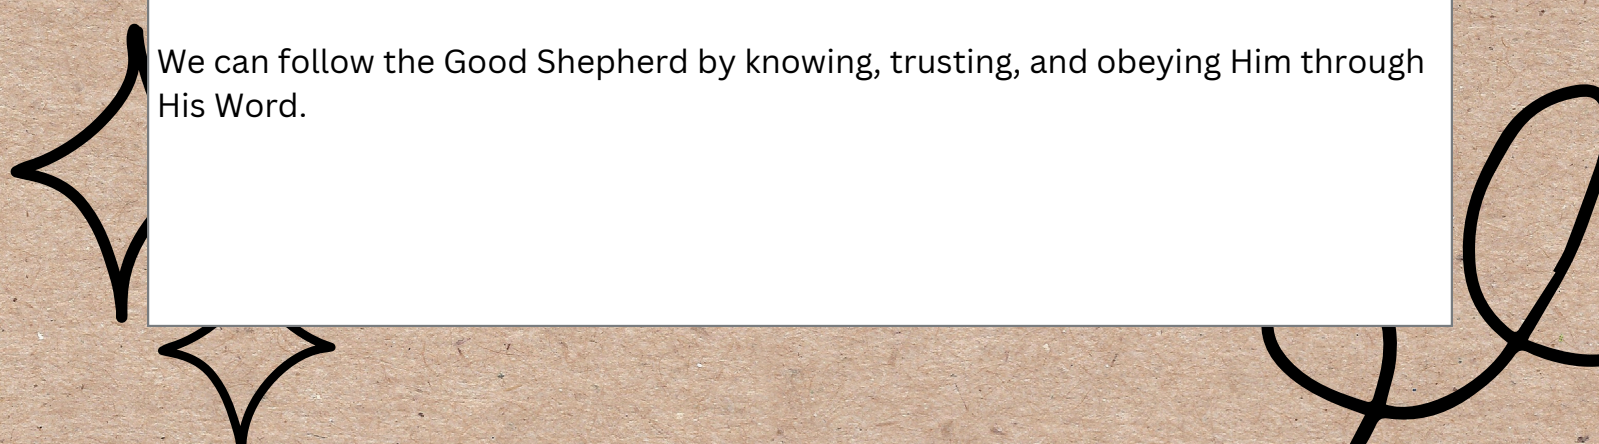 We can follow the Good Shepherd by knowing, trusting, and obeying Him through
His Word.